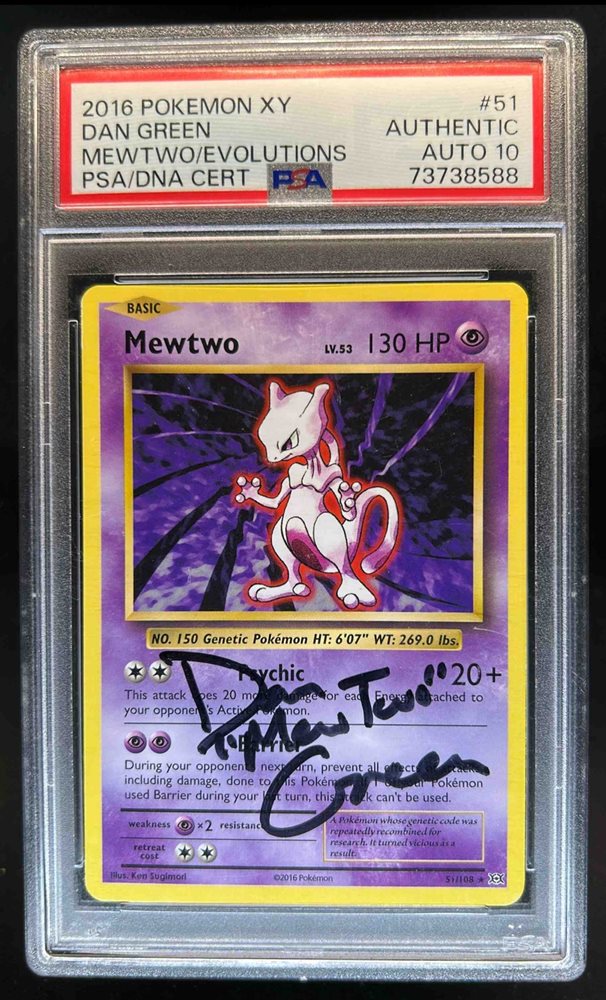 2016 POKEMON XY #51
DAN GREEN AUTHENTIC
MEWTWO/EVOLUTIONS AUTO 10
PSA/DNA CERT PSA 73738588
BASIC
Mewtwo LV.53 130 HP
NO. 150 Genetic Pokémon HT: 6'07" WT: 269.0 lbs.
Psychic 20+
This attack does 20 more damage for each Energy attached to
your opponent's Active Pokémon.
Dan
"MewTwo"
Green
Barrier
During your opponent's next turn, prevent all effects of attacks,
including damage, done to this Pokémon. If Pokémon
used Barrier during your last turn, this attack can't be used.
weakness ×2 resistance
retreat
cost
A Pokémon whose genetic code was
repeatedly recombined for
research. It turned vicious as a
result.
Illus. Ken Sugimori ©2016 Pokémon 51/108 ★
PSA